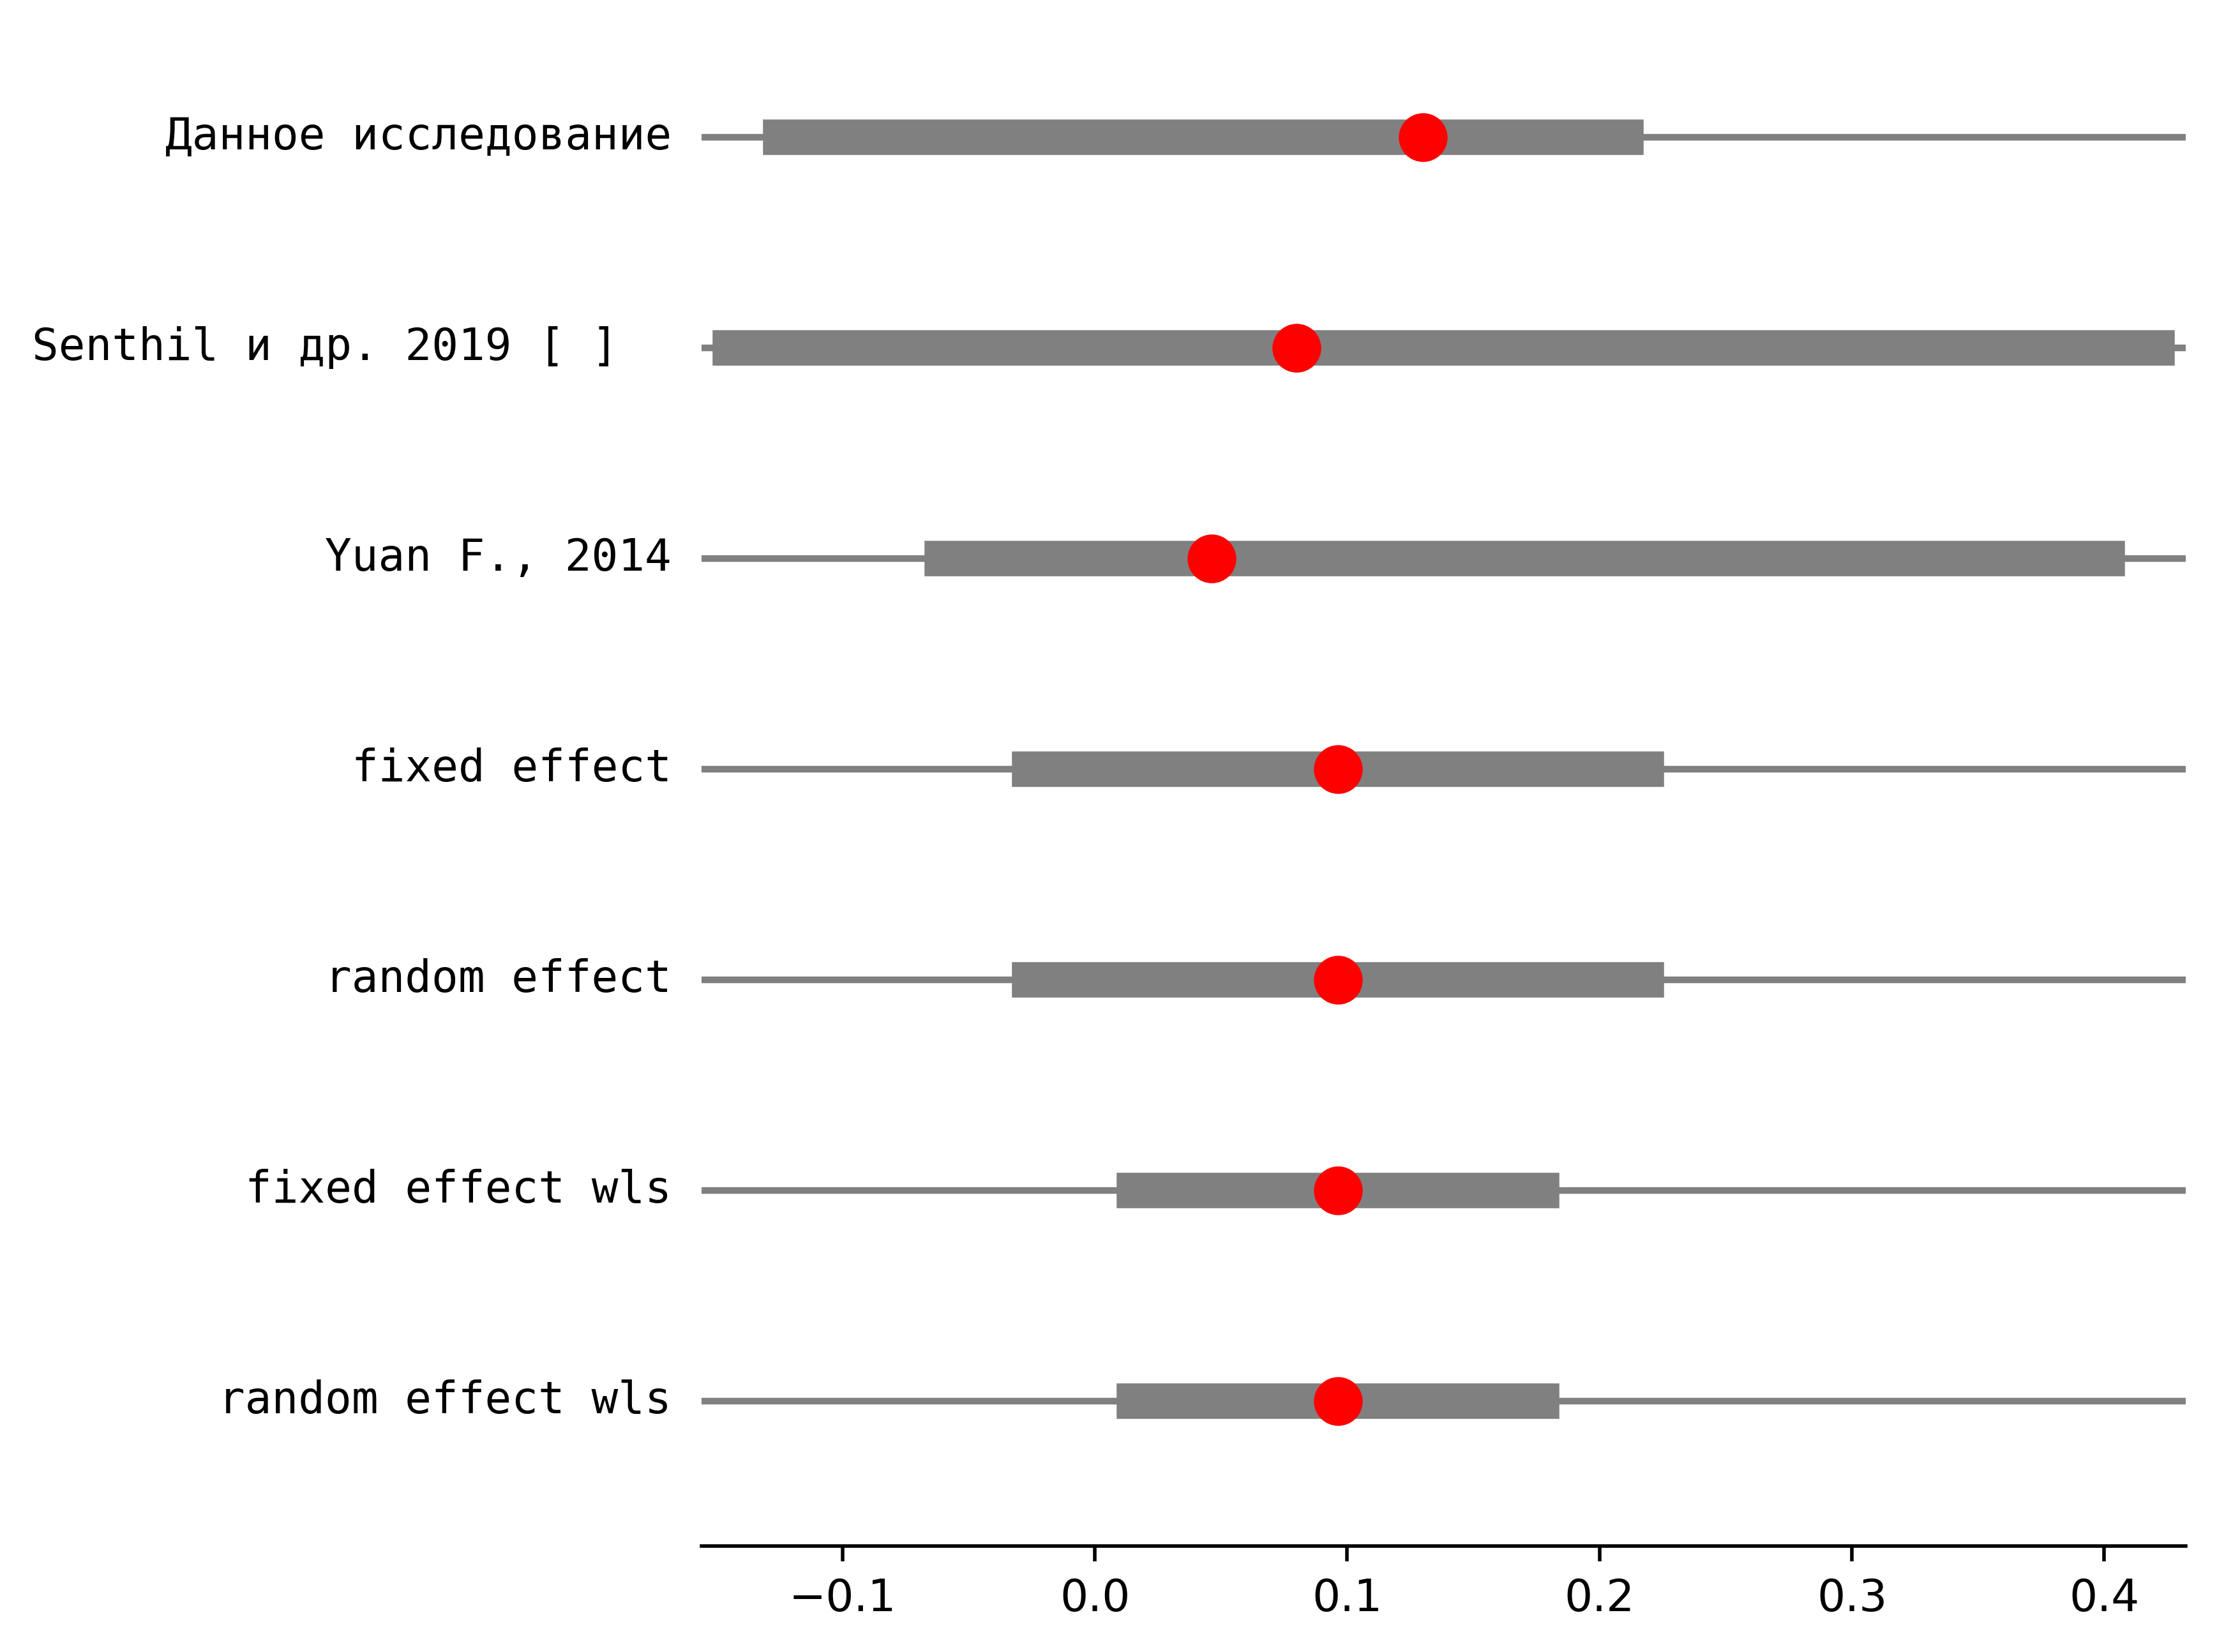 Данное исследование
Senthil и др. 2019 [ ]
Yuan F., 2014
fixed effect
random effect
fixed effect wls
random effect wls
−0.1 0.0 0.1 0.2 0.3 0.4